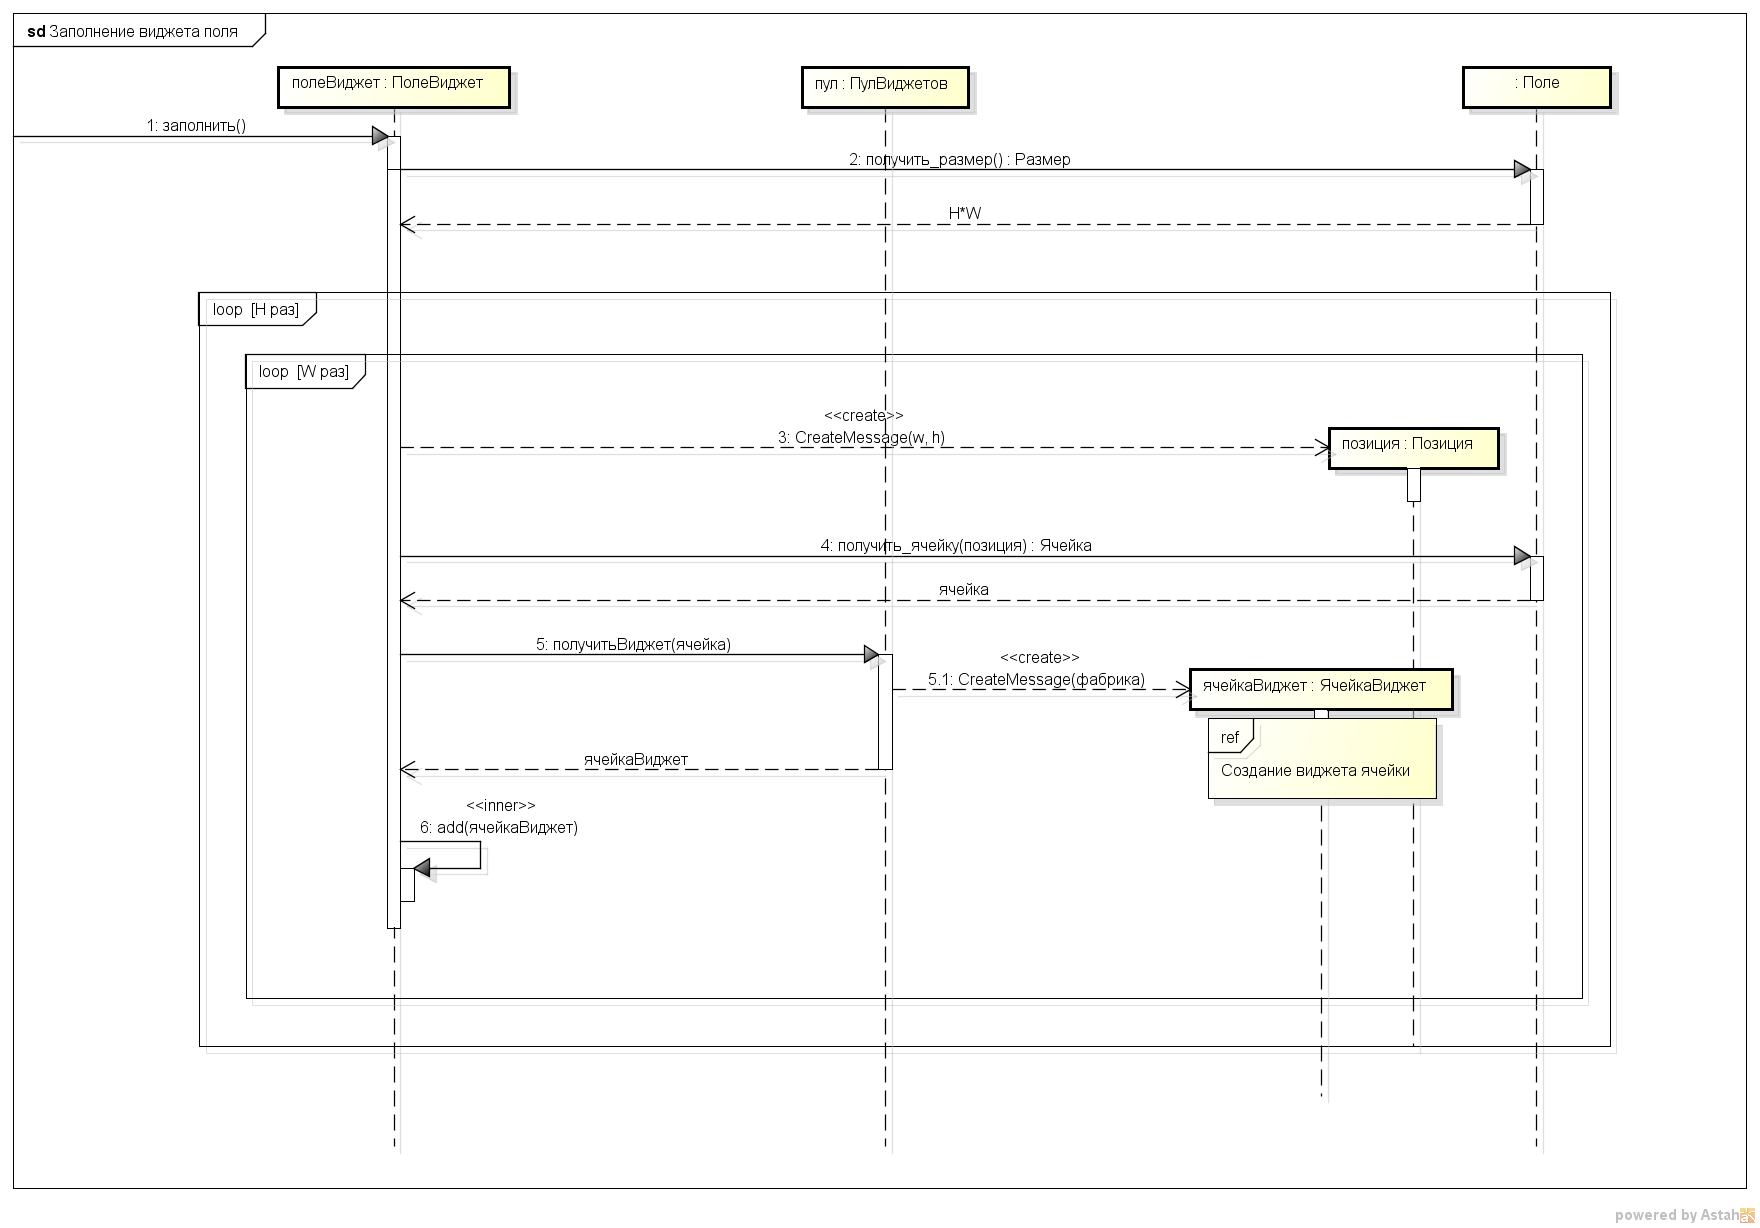 sd Заполнение виджета поля
полеВиджет : ПолеВиджет
пул : ПулВиджетов
: Поле
1: заполнить()
2: получить_размер() : Размер
H*W
loop [H раз]
loop [W раз]
<<create>>
3: CreateMessage(w, h)
позиция : Позиция
4: получить_ячейку(позиция) : Ячейка
ячейка
5: получитьВиджет(ячейка)
<<create>>
5.1: CreateMessage(фабрика)
ячейкаВиджет : ЯчейкаВиджет
ref
Создание виджета ячейки
ячейкаВиджет
<<inner>>
6: add(ячейкаВиджет)
powered by Astah